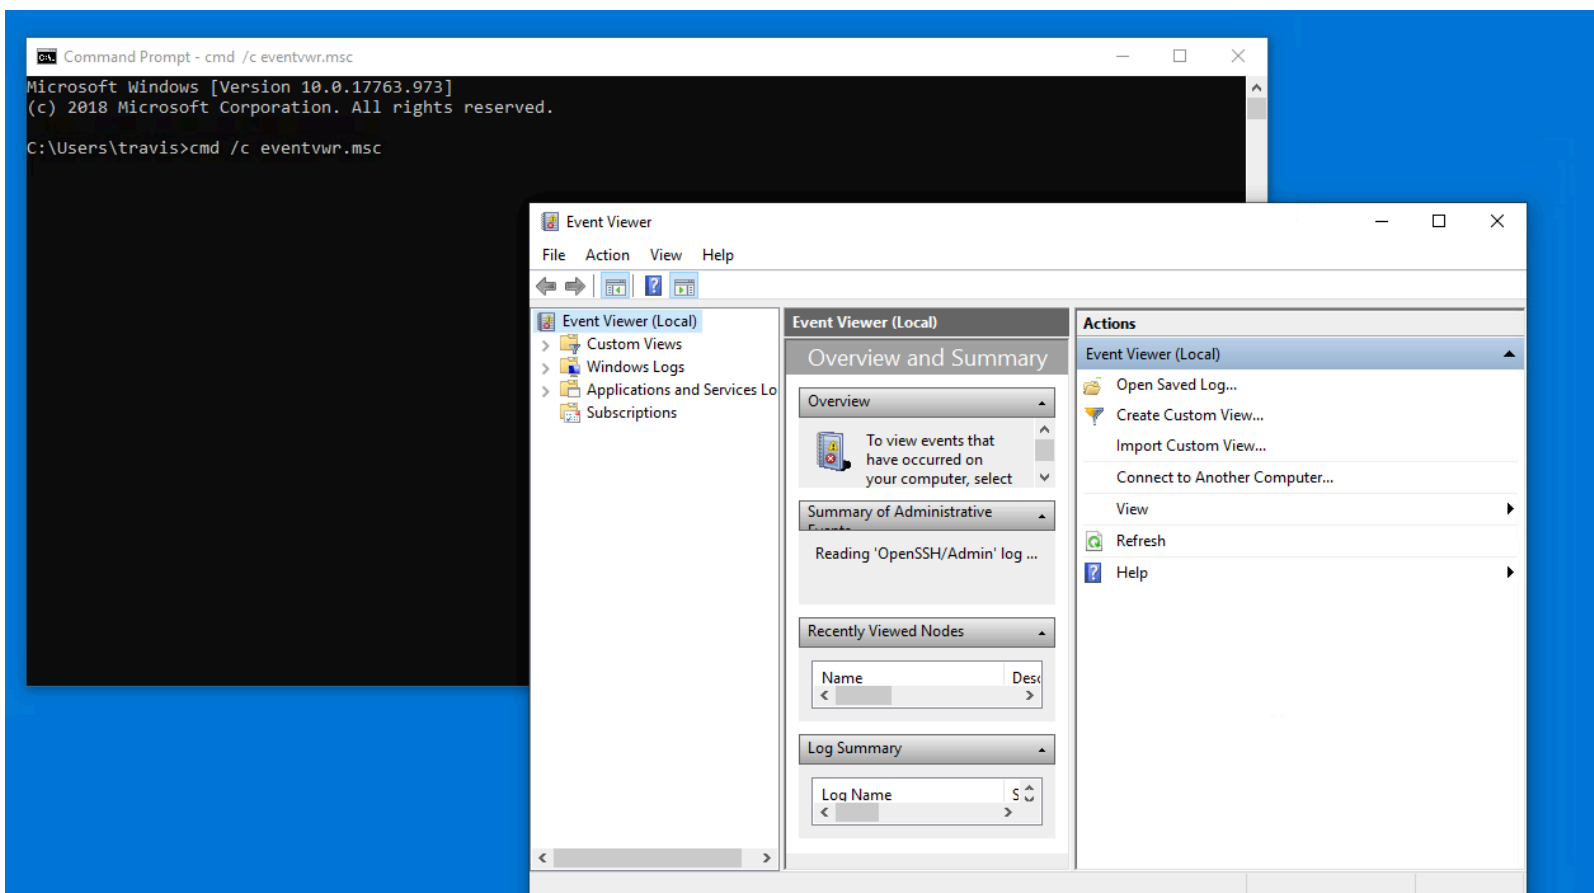 Command Prompt - cmd /c eventvwr.msc
Microsoft Windows [Version 10.0.17763.973]
(c) 2018 Microsoft Corporation. All rights reserved.
C:\Users\travis>cmd /c eventvwr.msc
Event Viewer
File Action View Help
Event Viewer (Local)
Custom Views
Windows Logs
Applications and Services Lo
Subscriptions
Event Viewer (Local)
Overview and Summary
Overview
To view events that
have occurred on
your computer, select
Summary of Administrative
Events
Reading 'OpenSSH/Admin' log ...
Recently Viewed Nodes
Name Desc
Log Summary
Log Name S
Actions
Event Viewer (Local)
Open Saved Log...
Create Custom View...
Import Custom View...
Connect to Another Computer...
View
Refresh
Help